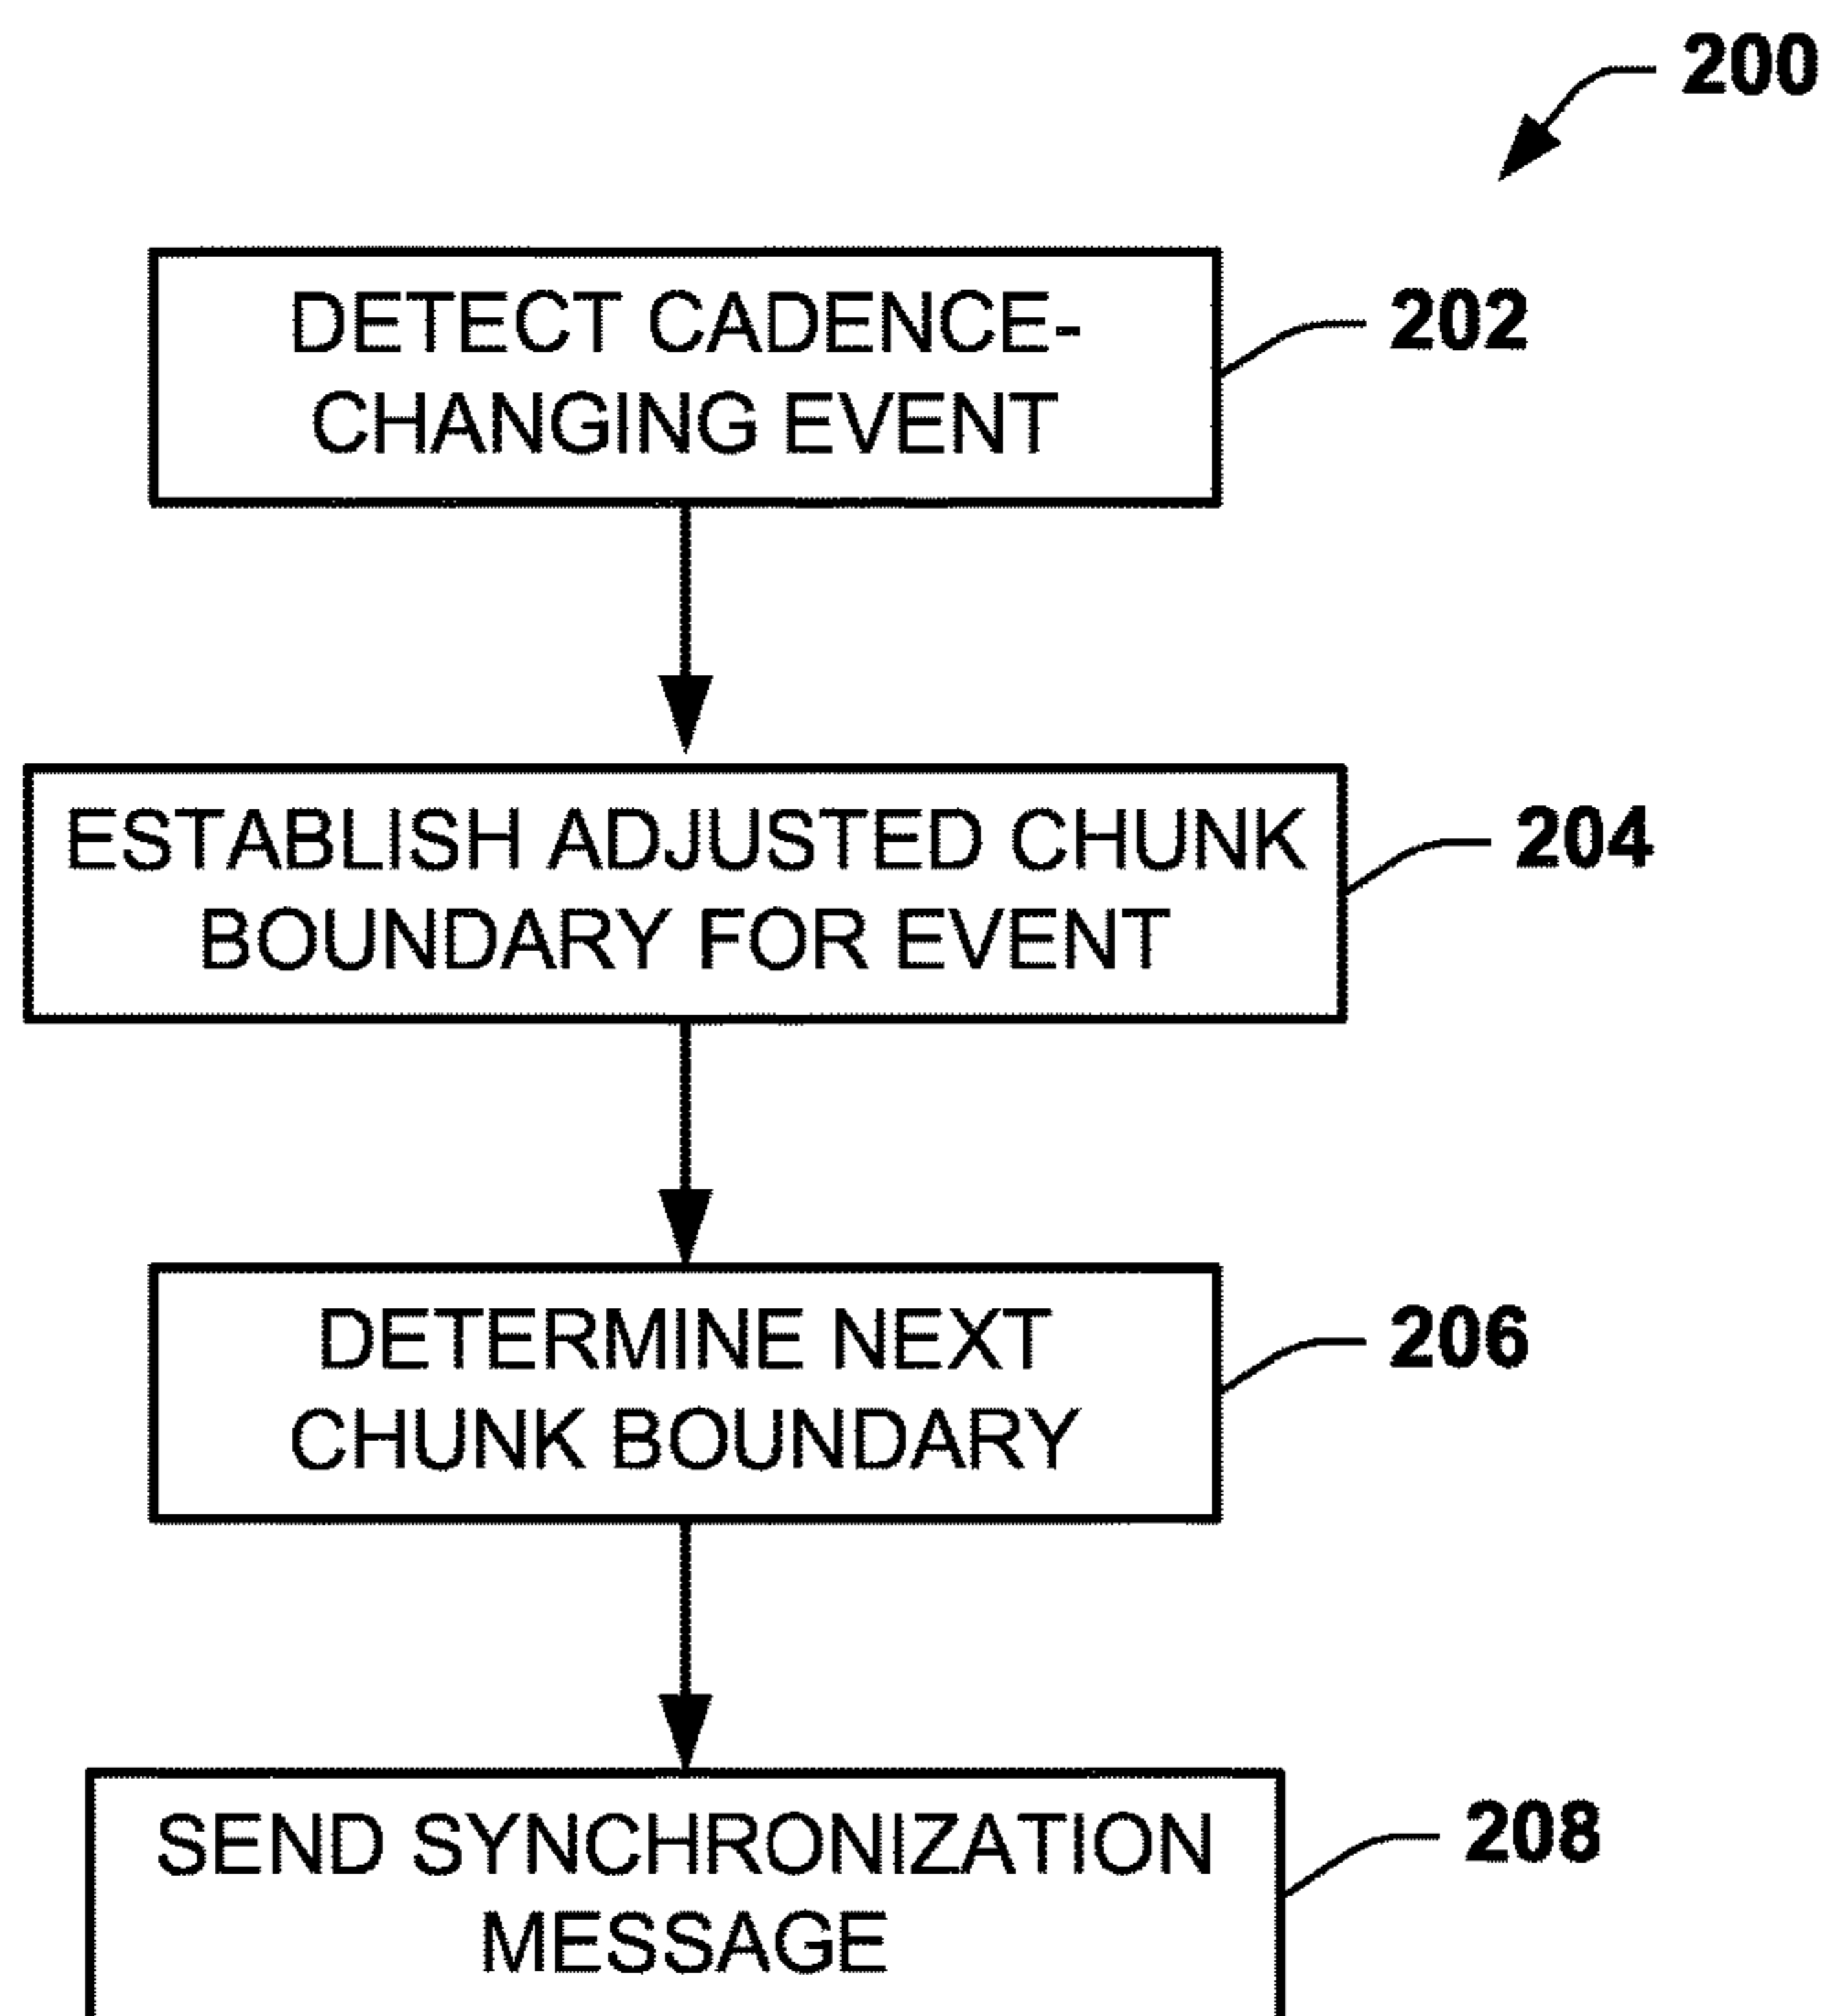 200
DETECT CADENCE-
CHANGING EVENT
202
ESTABLISH ADJUSTED CHUNK
BOUNDARY FOR EVENT
204
DETERMINE NEXT
CHUNK BOUNDARY
206
SEND SYNCHRONIZATION
MESSAGE
208